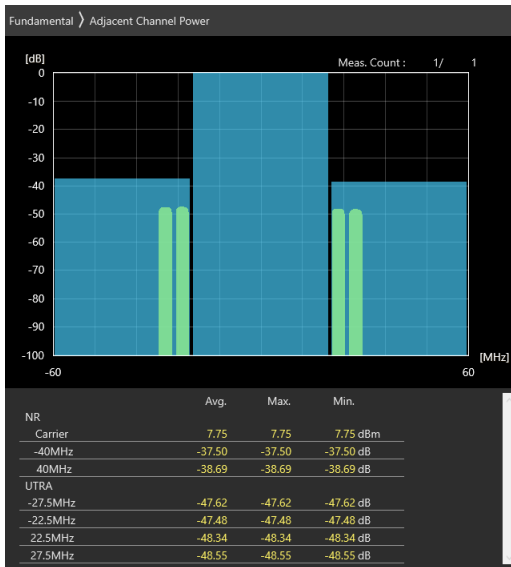 Fundamental 〉 Adjacent Channel Power
[dB]
Meas. Count : 1/ 1
0
-10
-20
-30
-40
-50
-60
-70
-80
-90
-100
[MHz]
-60 60
Avg. Max. Min.
NR
Carrier 7.75 7.75 7.75 dBm
-40MHz -37.50 -37.50 -37.50 dB
40MHz -38.69 -38.69 -38.69 dB
UTRA
-27.5MHz -47.62 -47.62 -47.62 dB
-22.5MHz -47.48 -47.48 -47.48 dB
22.5MHz -48.34 -48.34 -48.34 dB
27.5MHz -48.55 -48.55 -48.55 dB